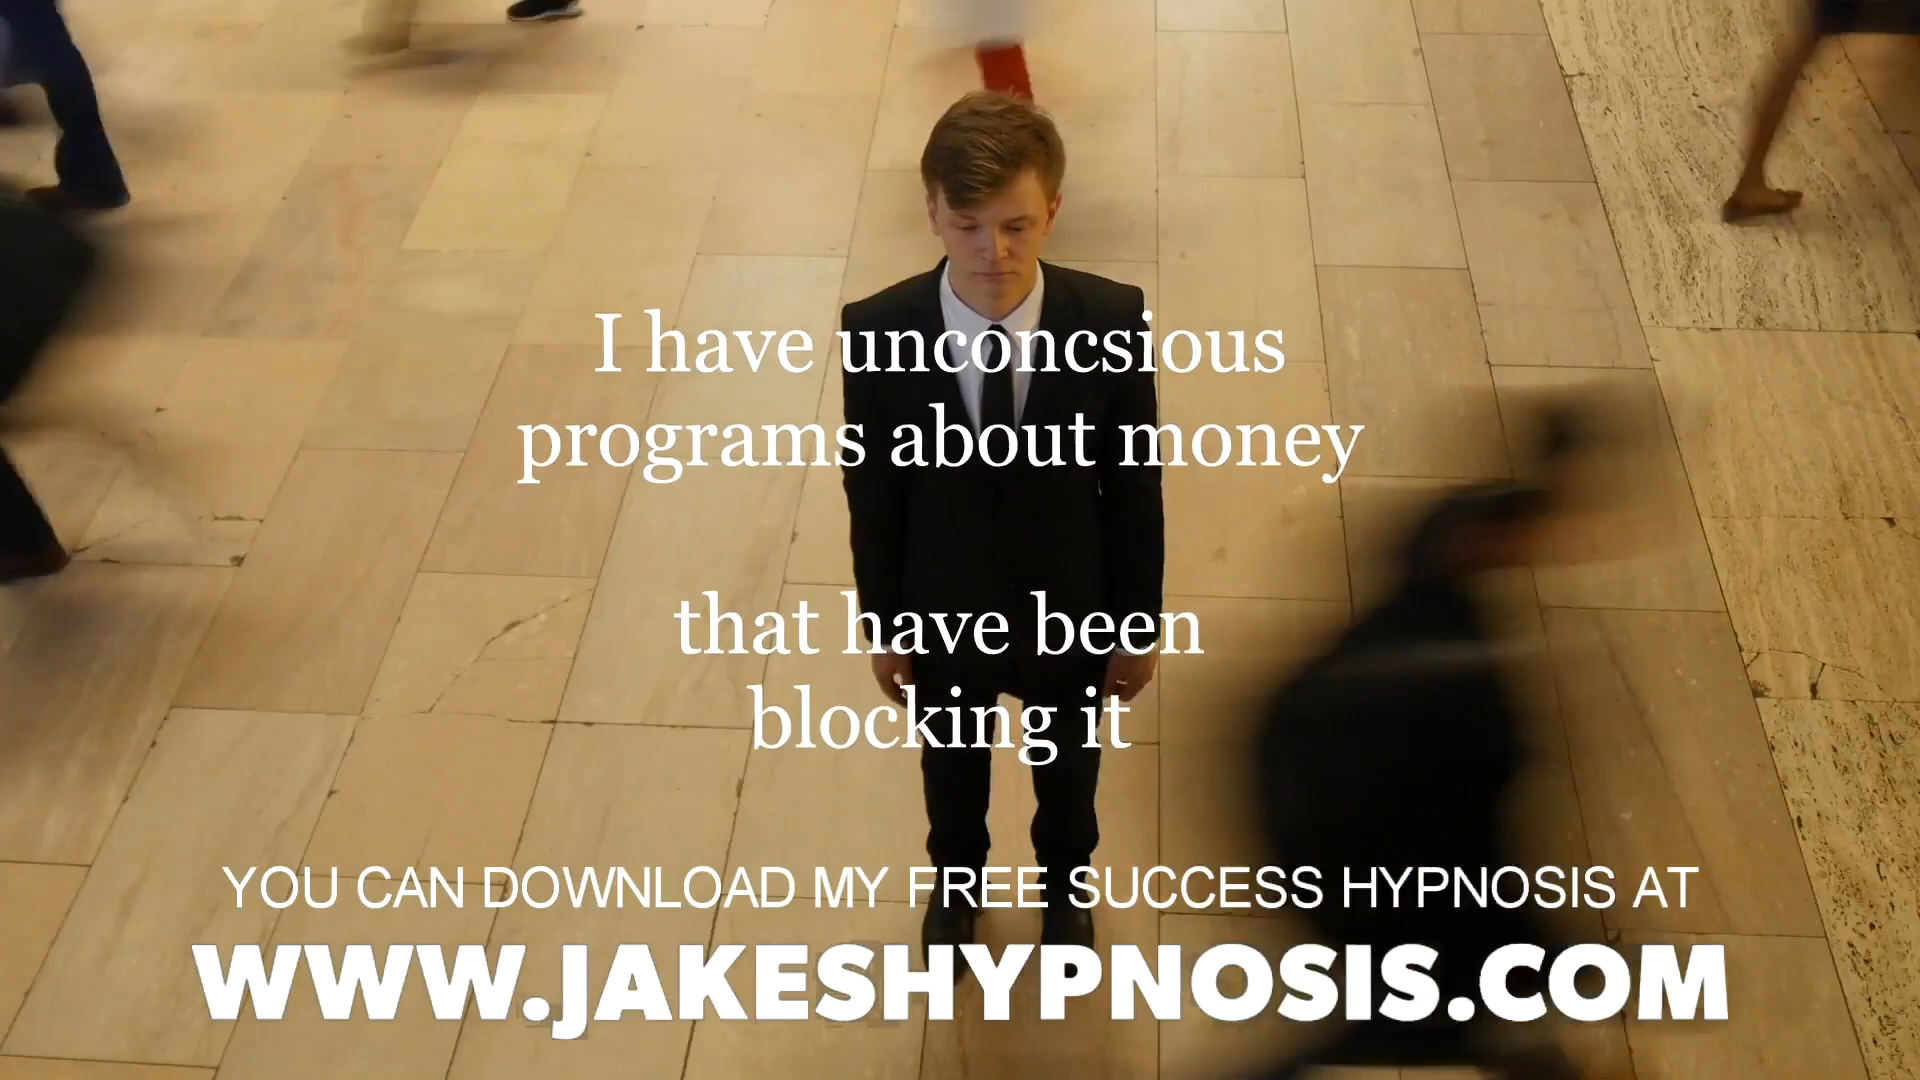 I have unconcsious
programs about money
that have been
blocking it
YOU CAN DOWNLOAD MY FREE SUCCESS HYPNOSIS AT
WWW.JAKESHYPNOSIS.COM